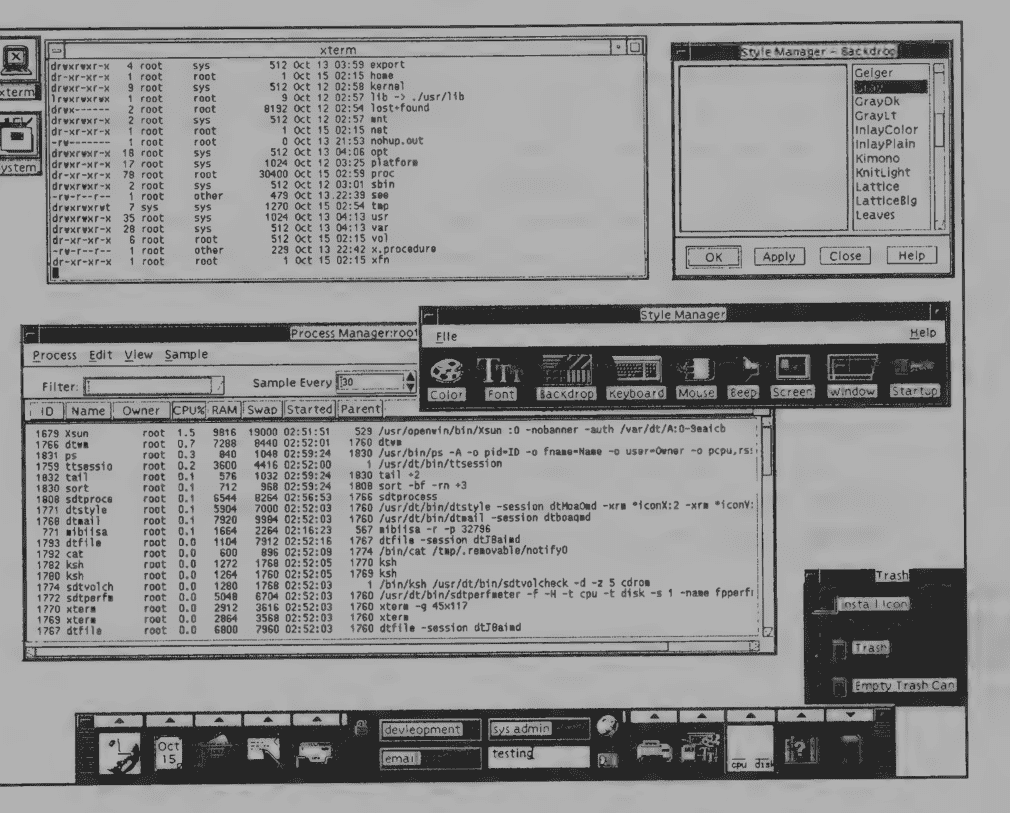 xterm
system
xterm
drwxrwxr-x 4 root sys 512 Oct 13 03:59 export
dr-xr-xr-x 1 root root 1 Oct 15 02:15 home
drwxr-xr-x 9 root sys 512 Oct 12 02:58 kernel
lrwxrwxrwx 1 root root 9 Oct 12 02:57 lib -> ./usr/lib
drwx------ 2 root root 8192 Oct 12 02:54 lost+found
drwxrwxr-x 2 root sys 512 Oct 12 02:57 mnt
dr-xr-xr-x 1 root root 1 Oct 15 02:15 net
-rw------- 1 root root 0 Oct 13 21:53 nohup.out
drwxrwxr-x 18 root sys 512 Oct 13 04:06 opt
drwxr-xr-x 17 root sys 1024 Oct 12 03:25 platform
dr-xr-xr-x 78 root root 30400 Oct 15 02:59 proc
drwxrwxr-x 2 root sys 512 Oct 12 03:01 sbin
-rw-r--r-- 1 root other 479 Oct 13 22:39 see
drwxrwxrwt 7 sys sys 1270 Oct 15 02:54 tmp
drwxrwxr-x 35 root sys 1024 Oct 13 04:13 usr
drwxr-xr-x 28 root sys 512 Oct 13 04:13 var
dr-xr-xr-x 6 root root 512 Oct 15 02:15 vol
-rw-r--r-- 1 root other 229 Oct 13 22:42 x.procedure
dr-xr-xr-x 1 root root 1 Oct 15 02:15 xfn
Style Manager - Backdrop
Geiger
Gray
GrayDk
GrayLt
InlayColor
InlayPlain
Kimono
KnitLight
Lattice
LatticeBig
Leaves
OK Apply Close Help
Style Manager
File Help
Color Font Backdrop Keyboard Mouse Beep Screen Window Startup
Process Manager:root
Process Edit View Sample
Filter: Sample Every 30
ID Name Owner CPU% RAM Swap Started Parent
1679 Xsun root 1.5 9816 19000 02:51:51 529 /usr/openwin/bin/Xsun :0 -nobanner -auth /var/dt/A:0-9eaicb
1766 dtwm root 0.7 7288 8440 02:52:01 1760 dtwm
1831 ps root 0.3 840 1048 02:59:24 1830 /usr/bin/ps -A -o pid=ID -o fname=Name -o user=Owner -o pcpu,rs:
1759 ttsessio root 0.2 3600 4416 02:52:00 1 /usr/dt/bin/ttsession
1832 tail root 0.1 576 1032 02:59:24 1830 tail +2
1830 sort root 0.1 712 968 02:59:24 1808 sort -bf -rn +3
1808 sdtproce root 0.1 6544 8264 02:56:53 1766 sdtprocess
1771 dtstyle root 0.1 5904 7000 02:52:03 1760 /usr/dt/bin/dtstyle -session dtMoaOmd -xrm *iconX:2 -xrm *iconY:
1768 dtmail root 0.1 7920 9984 02:52:03 1760 /usr/dt/bin/dtmail -session dtboaqmd
771 mibiisa root 0.1 1664 2264 02:16:23 567 mibiisa -r -p 32796
1793 dtfile root 0.0 1104 7912 02:52:16 1767 dtfile -session dtJ8aimd
1792 cat root 0.0 600 896 02:52:09 1774 /bin/cat /tmp/.removable/notify0
1782 ksh root 0.0 1272 1768 02:52:05 1770 ksh
1780 ksh root 0.0 1264 1760 02:52:05 1769 ksh
1774 sdtvolch root 0.0 1280 1768 02:52:03 1 /bin/ksh /usr/dt/bin/sdtvolcheck -d -z 5 cdrom
1772 sdtperfm root 0.0 5048 6704 02:52:03 1760 /usr/dt/bin/sdtperfmeter -f -H -t cpu -t disk -s 1 -name fpperfi
1770 xterm root 0.0 2912 3616 02:52:03 1760 xterm -g 45x117
1769 xterm root 0.0 2864 3568 02:52:03 1760 xterm
1767 dtfile root 0.0 6800 7960 02:52:03 1760 dtfile -session dtJ8aimd
Trash
Install Icon
Trash
Empty Trash Can
Oct
15
devleopment
sys admin
email
testing
cpu disk